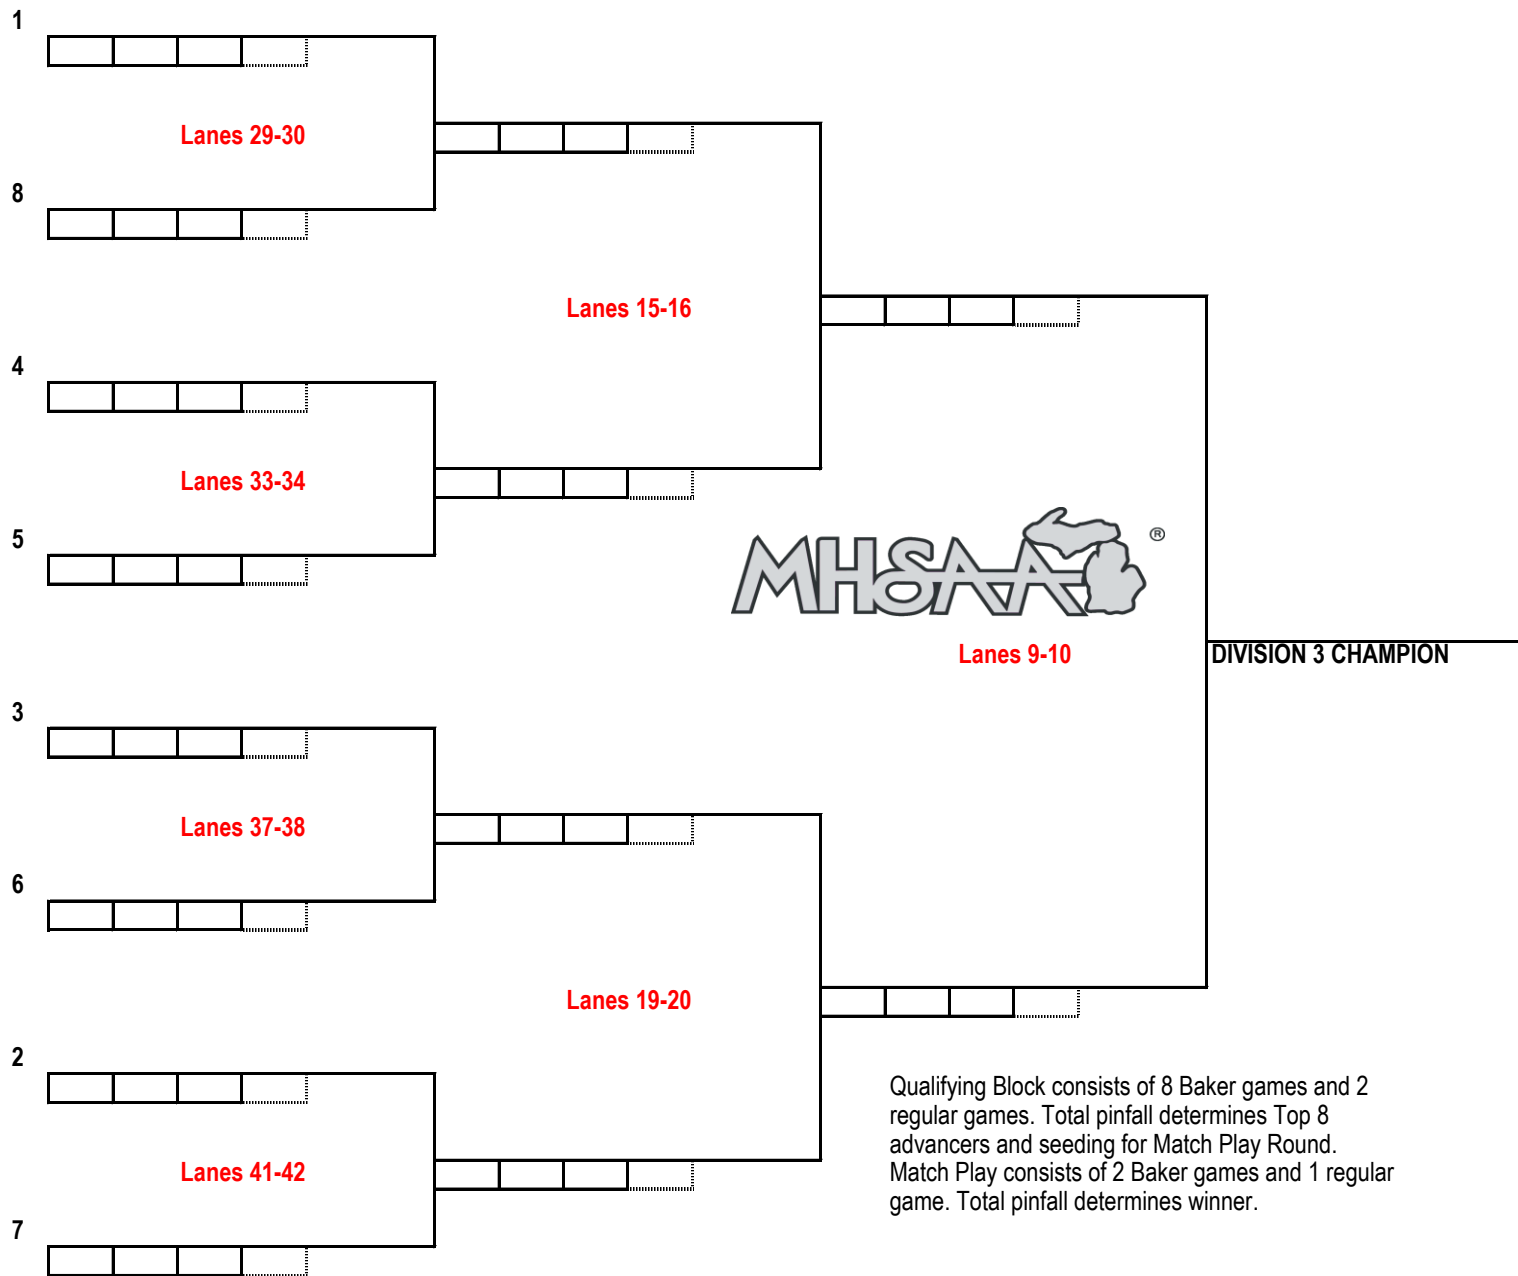 1
Lanes 29-30
8
Lanes 15-16
4
Lanes 33-34
5
MHSAA®
Lanes 9-10
DIVISION 3 CHAMPION
3
Lanes 37-38
6
Lanes 19-20
2
Lanes 41-42
7
Qualifying Block consists of 8 Baker games and 2
regular games. Total pinfall determines Top 8
advancers and seeding for Match Play Round.
Match Play consists of 2 Baker games and 1 regular
game. Total pinfall determines winner.